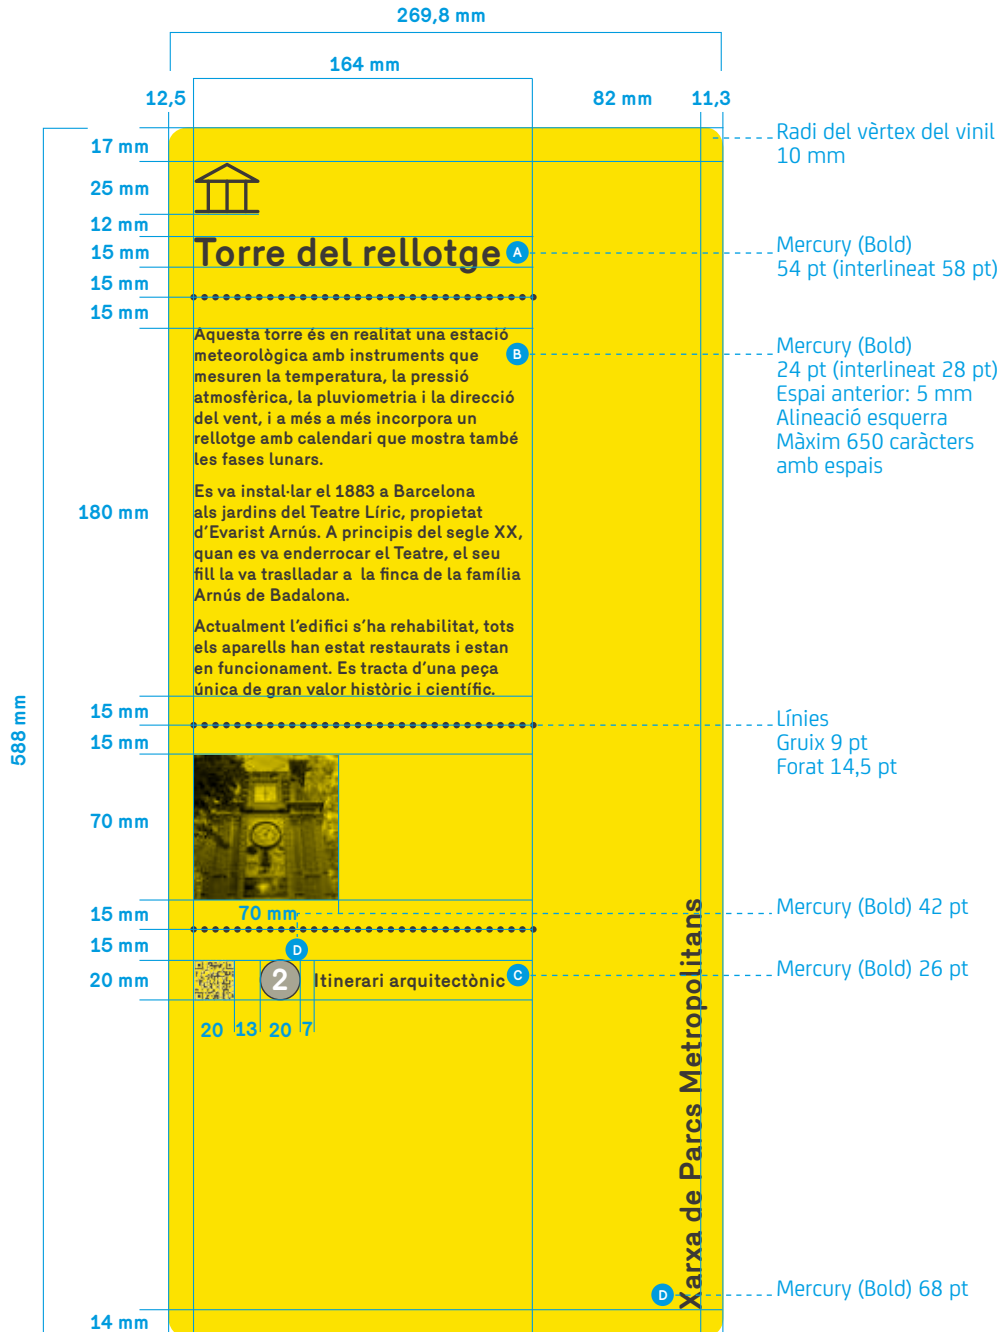 269,8 mm
164 mm
12,5
82 mm
11,3
17 mm
25 mm
12 mm
15 mm
15 mm
15 mm
180 mm
588 mm
15 mm
15 mm
70 mm
15 mm
15 mm
20 mm
14 mm
Torre del rellotge
A
Aquesta torre és en realitat una estació
meteorològica amb instruments que
mesuren la temperatura, la pressió
atmosfèrica, la pluviometria i la direcció
del vent, i a més a més incorpora un
rellotge amb calendari que mostra també
les fases lunars.
B
Es va instal·lar el 1883 a Barcelona
als jardins del Teatre Líric, propietat
d’Evarist Arnús. A principis del segle XX,
quan es va enderrocar el Teatre, el seu
fill la va traslladar a  la finca de la família
Arnús de Badalona.
Actualment l’edifici s’ha rehabilitat, tots
els aparells han estat restaurats i estan
en funcionament. Es tracta d’una peça
única de gran valor històric i científic.
70 mm
D
2
Itinerari arquitectònic
C
20
13
20
7
Xarxa de Parcs Metropolitans
D
Radi del vèrtex del vinil
10 mm
Mercury (Bold)
54 pt (interlineat 58 pt)
Mercury (Bold)
24 pt (interlineat 28 pt)
Espai anterior: 5 mm
Alineació esquerra
Màxim 650 caràcters
amb espais
Línies
Gruix 9 pt
Forat 14,5 pt
Mercury (Bold) 42 pt
Mercury (Bold) 26 pt
Mercury (Bold) 68 pt